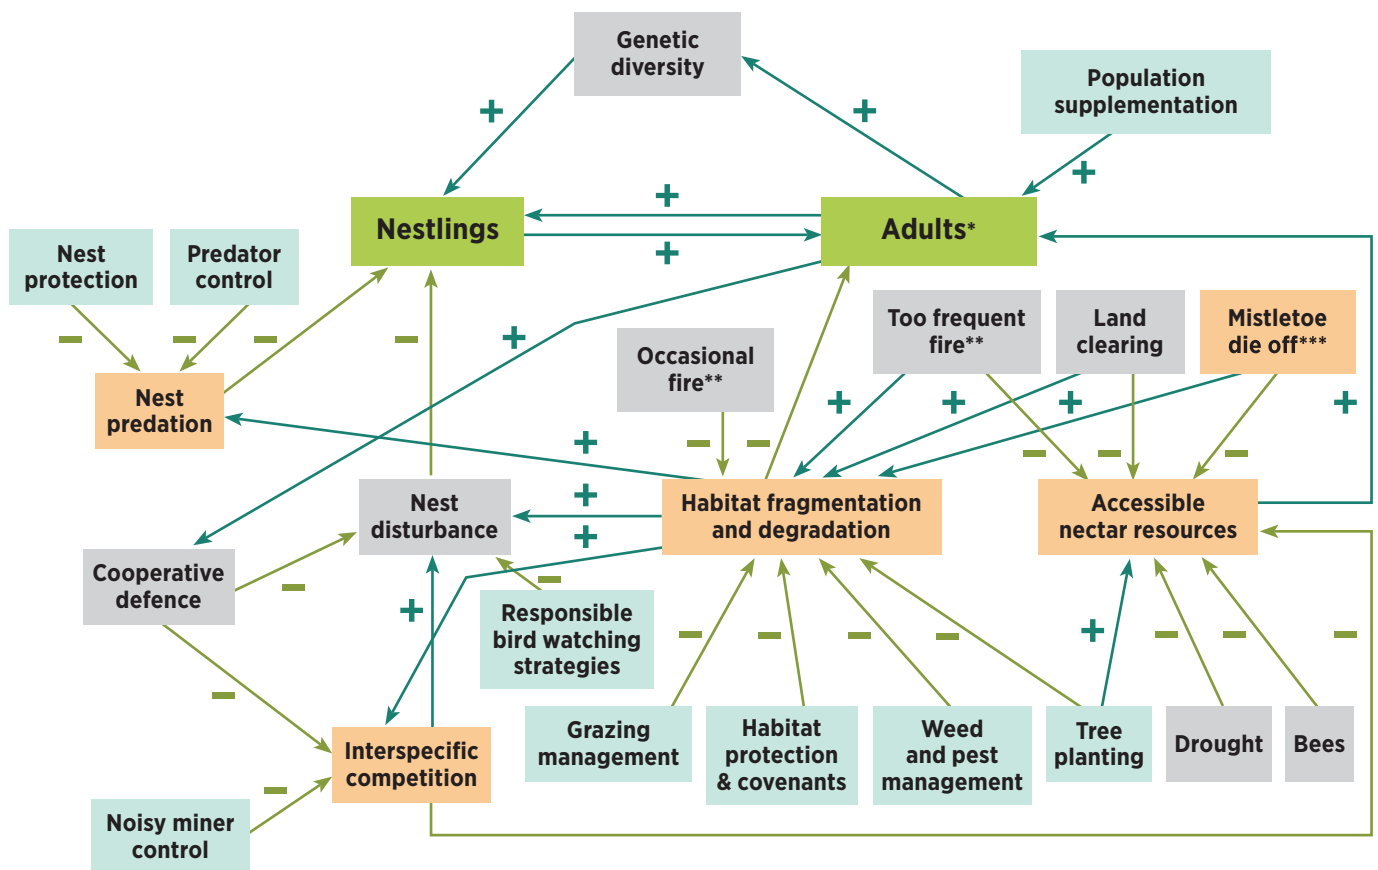 Genetic
diversity
Population
supplementation
+
+
+
+
Nestlings
Adults*
+
Nest
protection
Predator
control
Too frequent
fire**
Land
clearing
Mistletoe
die off***
−
−
−
−
+
Occasional
fire**
Nest
predation
+
+
+
+
+
−
−
−
−
−
Nest
disturbance
+
Habitat fragmentation
and degradation
Accessible
nectar resources
+
Cooperative
defence
−
−
+
Responsible
bird watching
strategies
−
−
−
−
+
−
−
−
−
Grazing
management
Habitat
protection
& covenants
Weed
and pest
management
Tree
planting
Drought
Bees
Interspecific
competition
−
Noisy miner
control